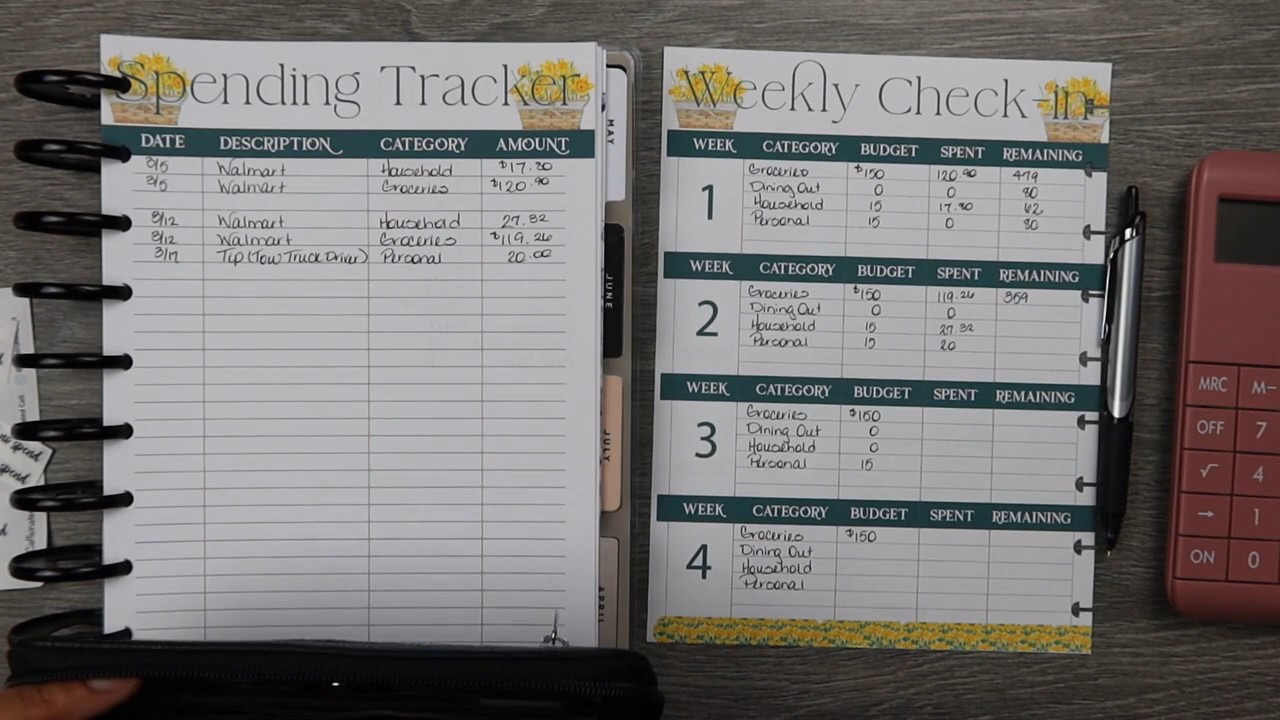 Spending Tracker
DATE DESCRIPTION CATEGORY AMOUNT
3/5 Walmart Household $17.30
3/5 Walmart Groceries $120.90
3/12 Walmart Household 27.32
3/12 Walmart Groceries $119.26
3/17 Tip (Tow Truck Driver) Personal 20.00
MAY
JUNE
JULY
APRIL
Weekly Check-in
WEEK CATEGORY BUDGET SPENT REMAINING
1
Groceries $150 120.90 479
Dining Out 0 0 30
Household 15 17.30 62
Personal 15 0 30
WEEK CATEGORY BUDGET SPENT REMAINING
2
Groceries $150 119.26 359
Dining Out 0 0
Household 15 27.32
Personal 15 20
WEEK CATEGORY BUDGET SPENT REMAINING
3
Groceries $150
Dining Out 0
Household 0
Personal 15
WEEK CATEGORY BUDGET SPENT REMAINING
4
Groceries $150
Dining Out
Household
Personal
spend
spend
MRC M-
OFF 7
√ 4
→ 1
ON 0